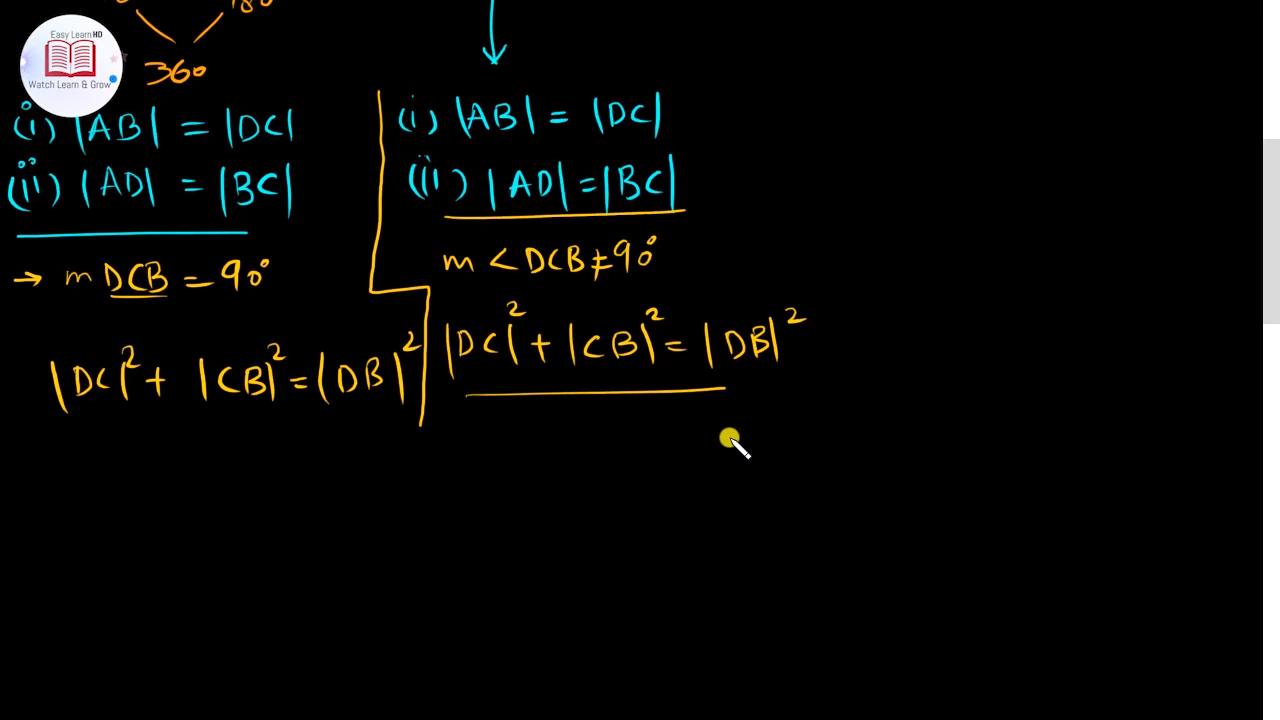 180
Easy Learn HD
Watch Learn & Grow
360
(i) |AB| = |DC|
(ii) |AD| = |BC|
→ m DCB = 90°
|DC|² + |CB|² = |DB|²
(i) |AB| = |DC|
(ii) |AD| = |BC|
m < DCB ≠ 90°
|DC|² + |CB|² = |DB|²